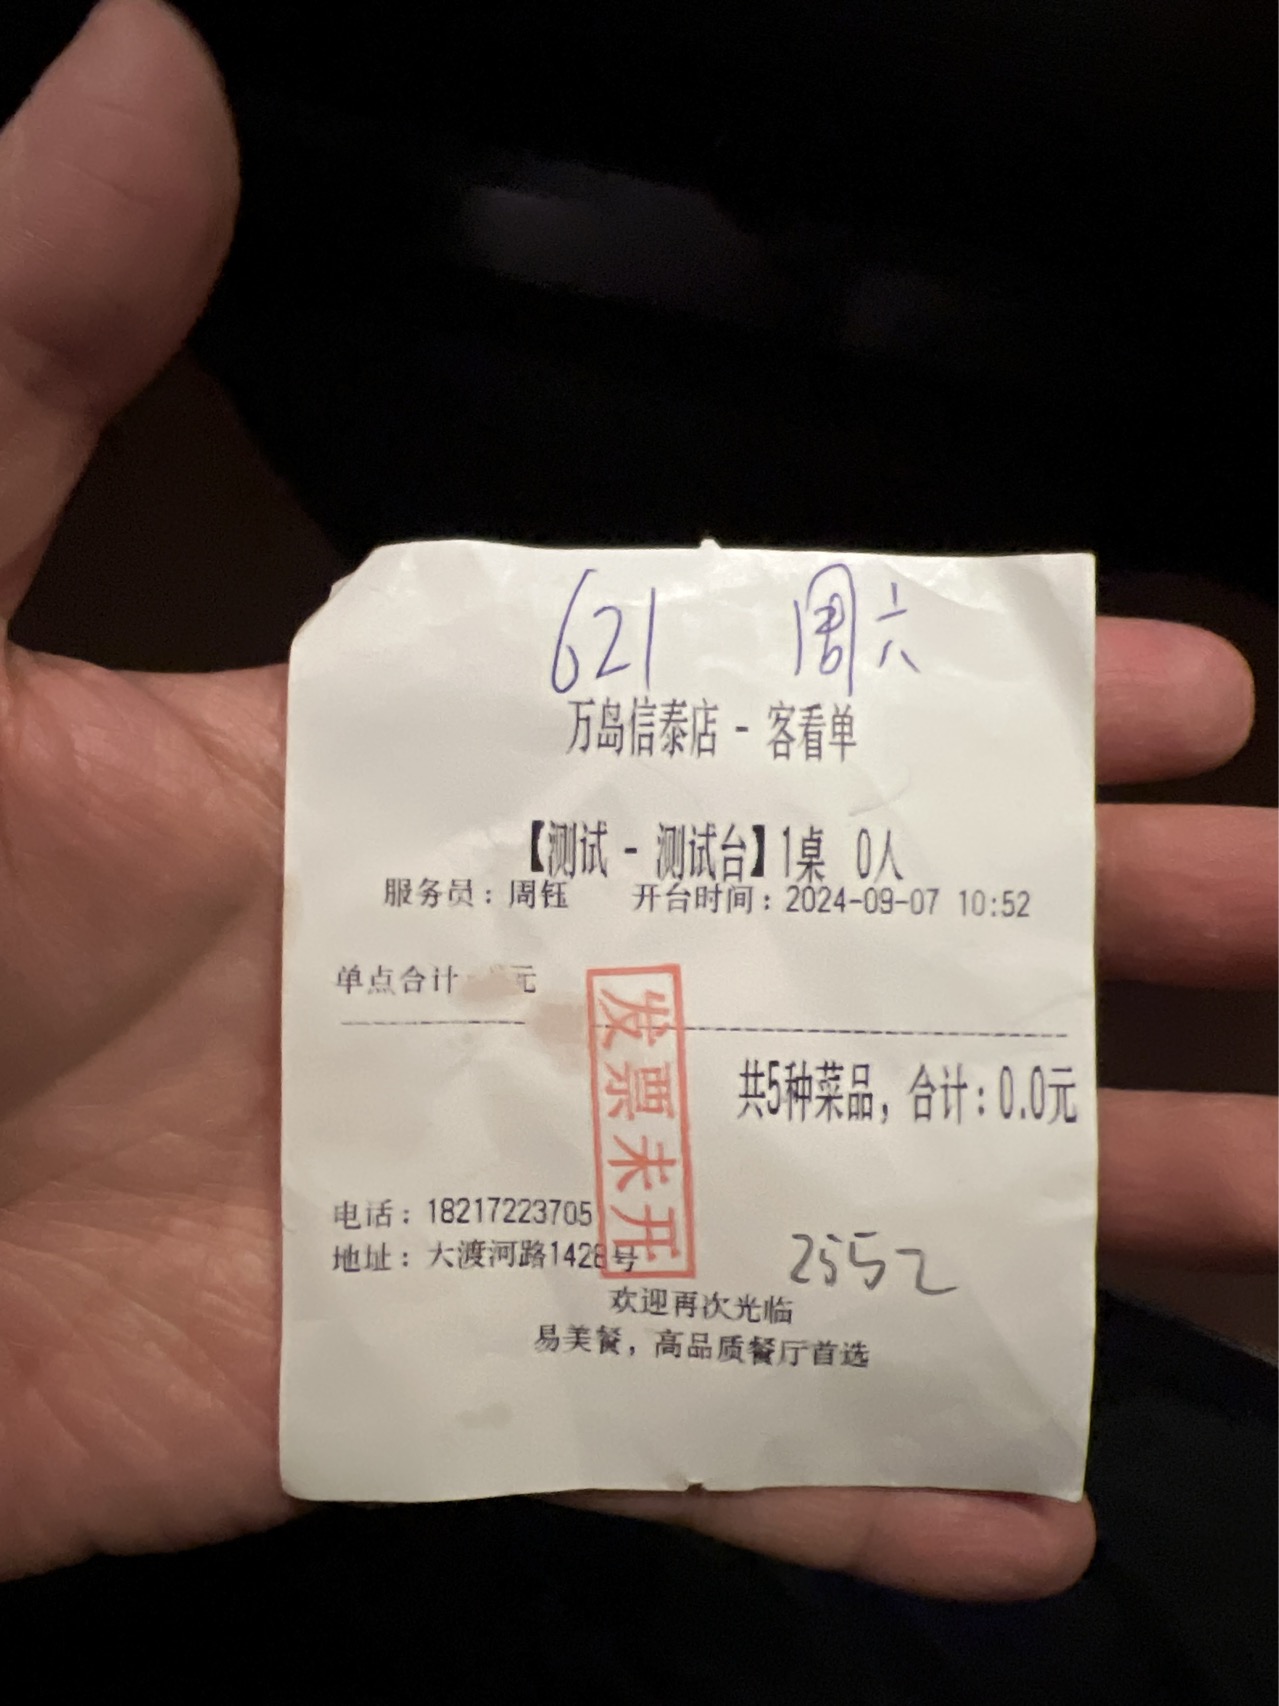 621 周六
万岛信泰店 - 客看单
【测试 - 测试台】1桌 0人
服务员：周钰 开台时间：2024-09-07 10:52
单点合计 元
发票未开
共5种菜品，合计：0.0元
电话：18217223705
地址：大渡河路1428号
2552
欢迎再次光临
易美餐，高品质餐厅首选